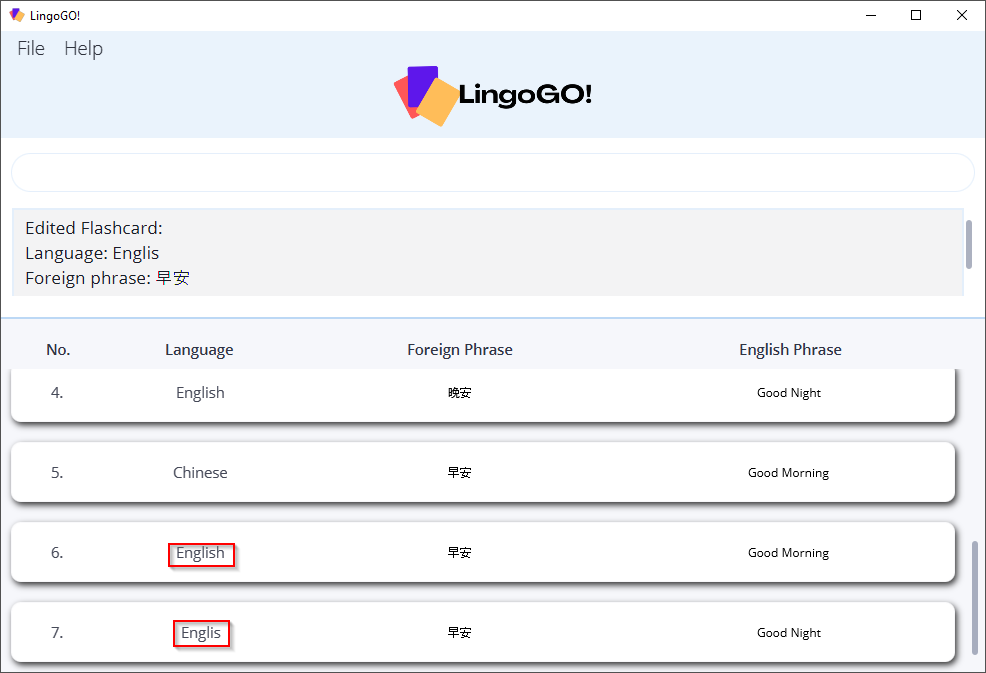 LingoGO!
File Help
LingoGO!
Edited Flashcard:
Language: Englis
Foreign phrase: 早安
No. Language Foreign Phrase English Phrase
4. English 晚安 Good Night
5. Chinese 早安 Good Morning
6. English 早安 Good Morning
7. Englis 早安 Good Night